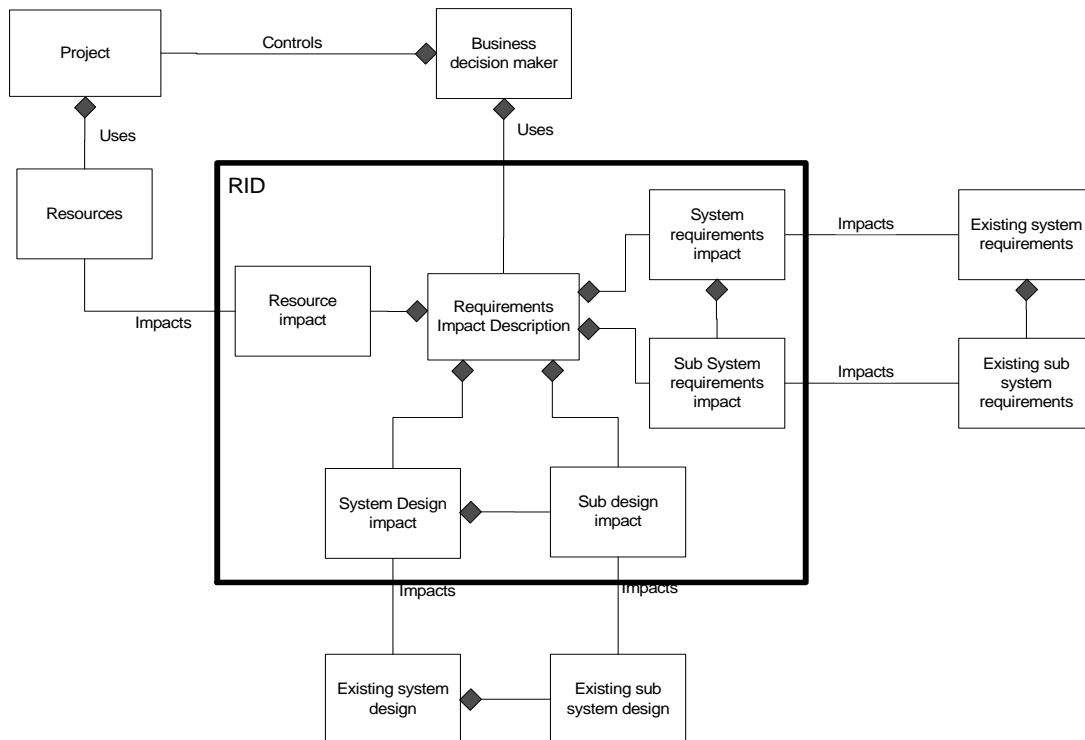 Project
Controls
Business
decision maker
Uses
Uses
RID
Resources
System
requirements
impact
Impacts
Existing system
requirements
Resource
impact
Requirements
Impact Description
Impacts
Sub System
requirements
impact
Impacts
Existing sub
system
requirements
System Design
impact
Sub design
impact
Impacts
Impacts
Existing system
design
Existing sub
system design